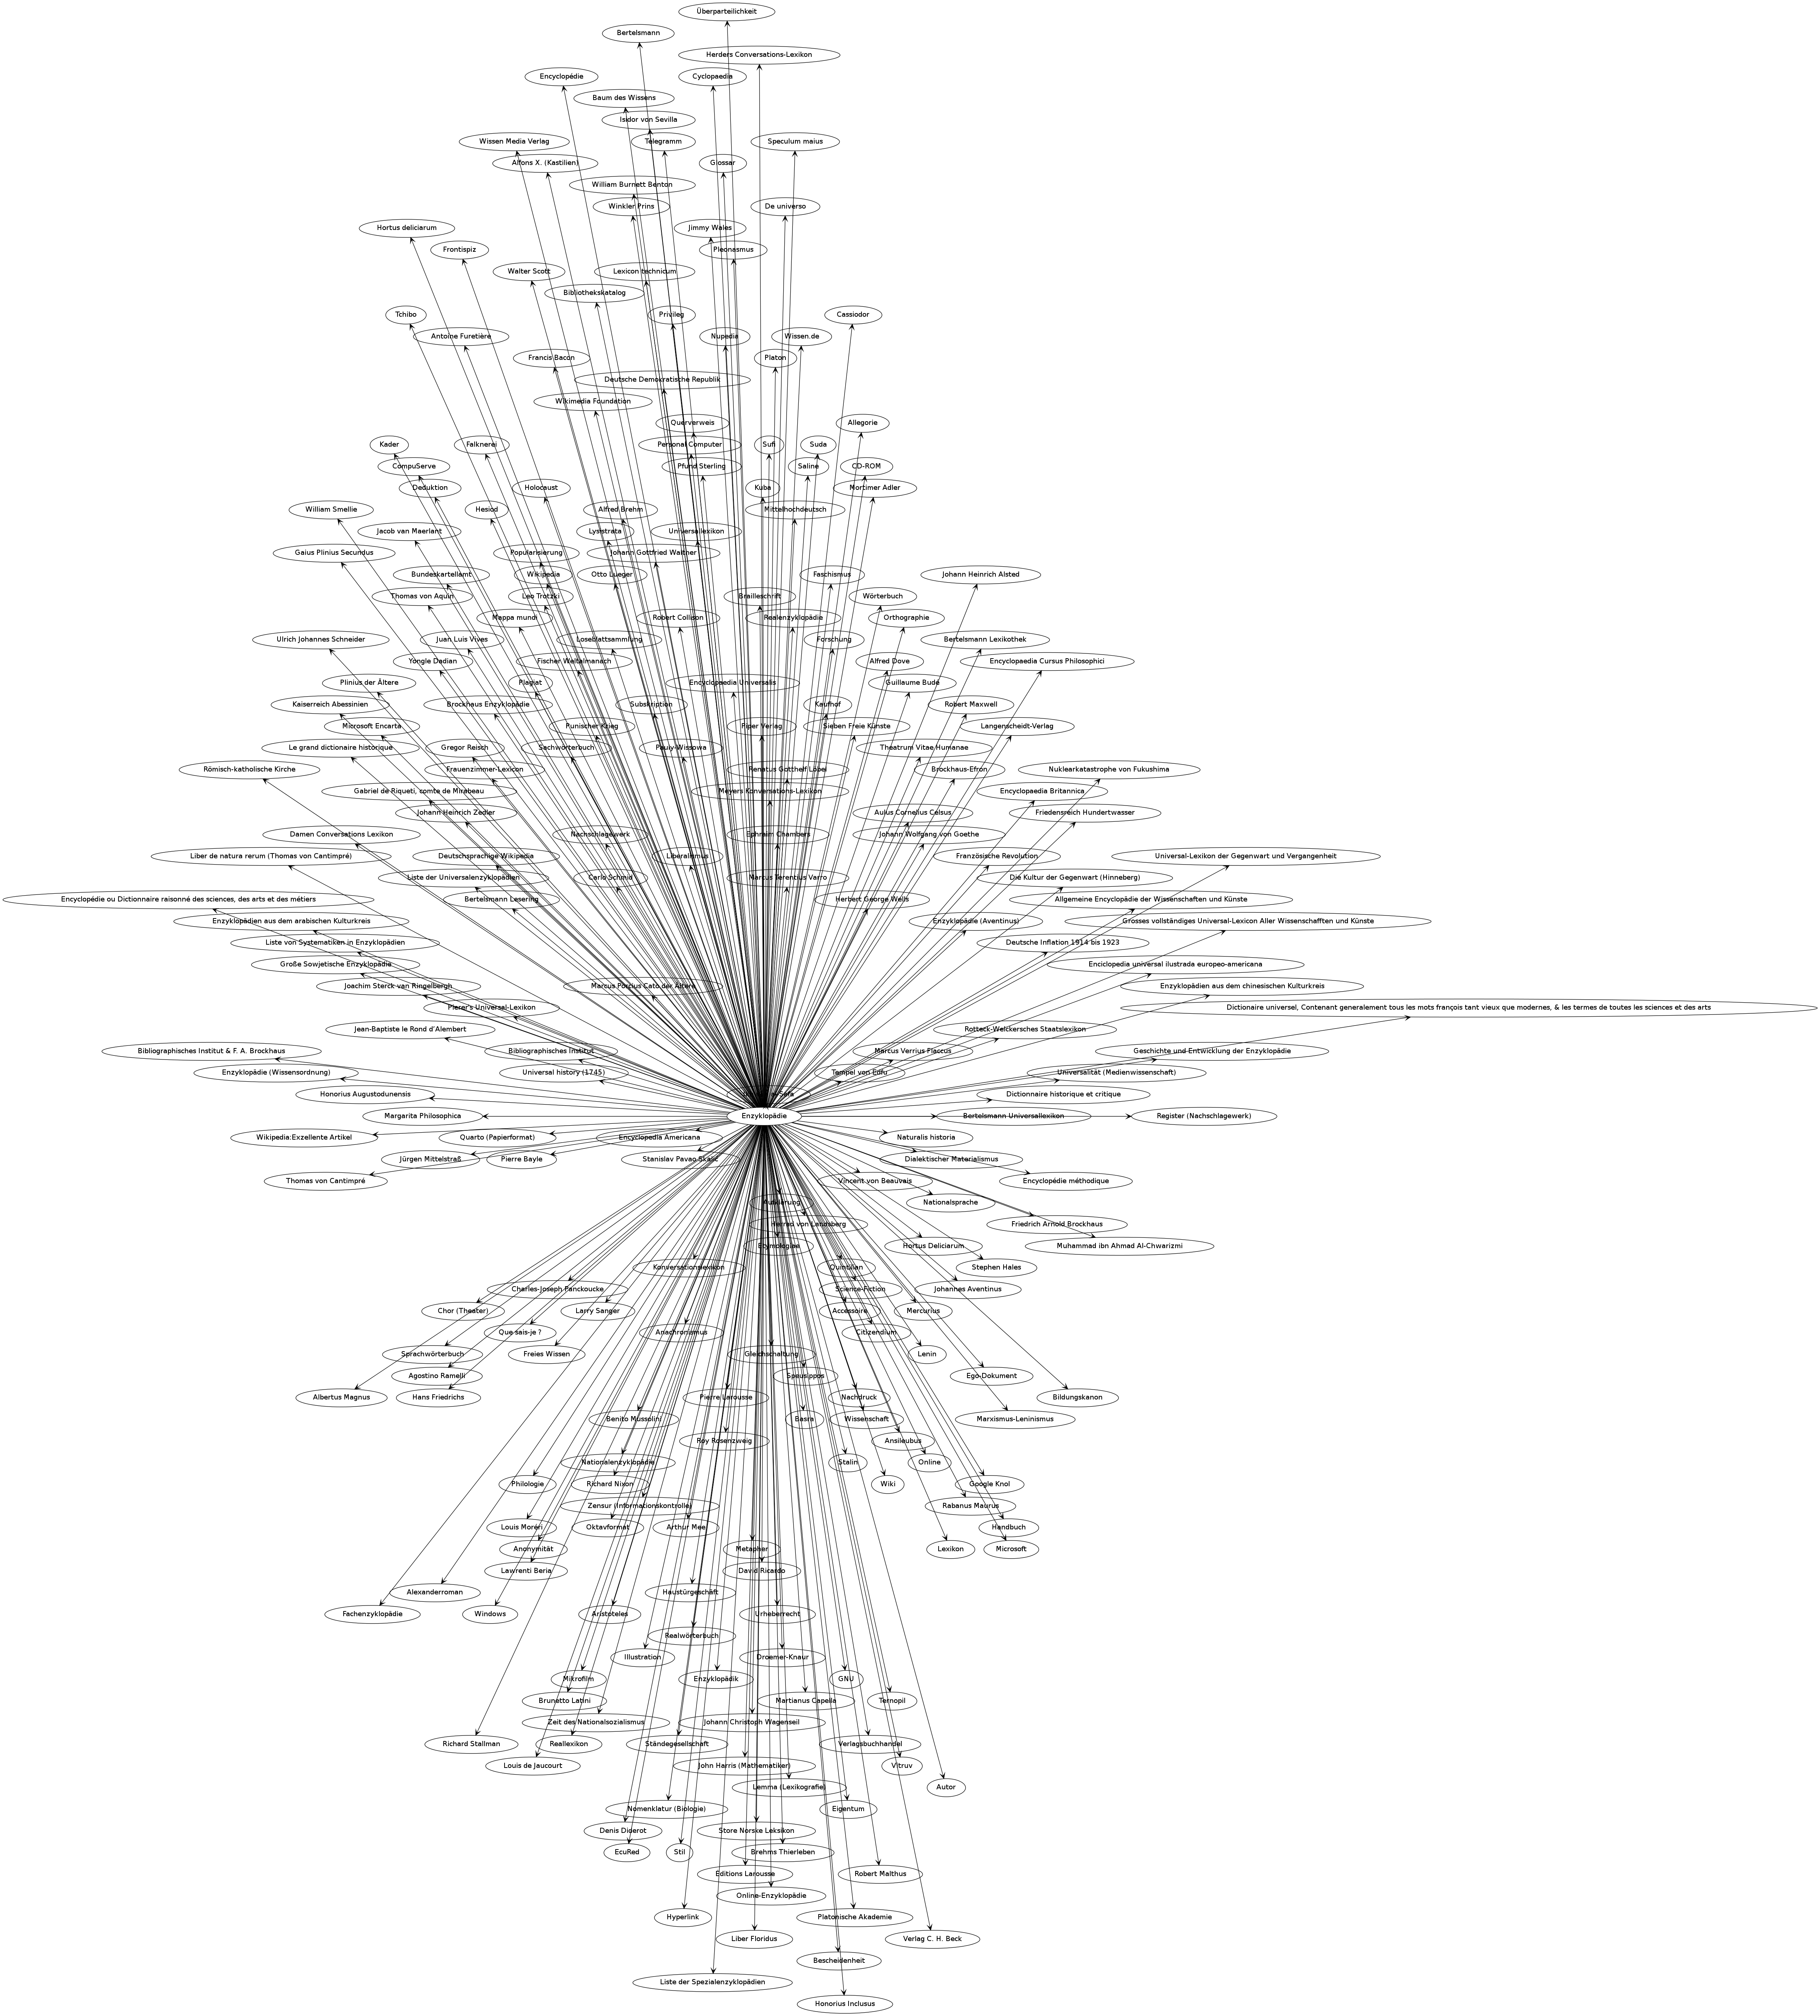 Überparteilichkeit
Bertelsmann
Herders Conversations-Lexikon
Encyclopédie
Cyclopaedia
Baum des Wissens
Isidor von Sevilla
Wissen Media Verlag
Telegramm
Speculum maius
Alfons X. (Kastilien)
Glossar
William Burnett Benton
Winkler Prins
De universo
Hortus deliciarum
Jimmy Wales
Frontispiz
Pleonasmus
Walter Scott
Lexicon technicum
Bibliothekskatalog
Tchibo
Privileg
Cassiodor
Antoine Furetière
Nupedia
Wissen.de
Francis Bacon
Platon
Deutsche Demokratische Republik
Wikimedia Foundation
Querverweis
Allegorie
Kader
Falknerei
Personal Computer
Sufi
Suda
CompuServe
Pfund Sterling
Saline
CD-ROM
Deduktion
Holocaust
Kuba
Mortimer Adler
William Smellie
Hesiod
Alfred Brehm
Mittelhochdeutsch
Jacob van Maerlant
Lysistrata
Universallexikon
Gaius Plinius Secundus
Popularisierung
Johann Gottfried Walther
Bundeskartellamt
Wikipedia
Otto Lueger
Faschismus
Johann Heinrich Alsted
Thomas von Aquin
Leo Trotzki
Brailleschrift
Wörterbuch
Mappa mundi
Robert Collison
Realenzyklopädie
Orthographie
Ulrich Johannes Schneider
Juan Luis Vives
Loseblattsammlung
Forschung
Bertelsmann Lexikothek
Yongle Dadian
Fischer Weltalmanach
Alfred Dove
Encyclopaedia Cursus Philosophici
Plinius der Ältere
Plagiat
Encyclopaedia Universalis
Guillaume Budé
Kaiserreich Abessinien
Brockhaus Enzyklopädie
Subskription
Kaufhof
Robert Maxwell
Microsoft Encarta
Punischer Krieg
Piper Verlag
Sieben Freie Künste
Langenscheidt-Verlag
Le grand dictionaire historique
Gregor Reisch
Sachwörterbuch
Pauly-Wissowa
Theatrum Vitae Humanae
Römisch-katholische Kirche
Frauenzimmer-Lexicon
Renatus Gotthelf Löbel
Brockhaus-Efron
Nuklearkatastrophe von Fukushima
Gabriel de Riqueti, comte de Mirabeau
Meyers Konversations-Lexikon
Encyclopaedia Britannica
Johann Heinrich Zedler
Aulus Cornelius Celsus
Friedensreich Hundertwasser
Damen Conversations Lexikon
Nachschlagewerk
Ephraim Chambers
Johann Wolfgang von Goethe
Liber de natura rerum (Thomas von Cantimpré)
Deutschsprachige Wikipedia
Liberalismus
Französische Revolution
Universal-Lexikon der Gegenwart und Vergangenheit
Liste der Universalenzyklopädien
Carlo Schmid
Marcus Terentius Varro
Die Kultur der Gegenwart (Hinneberg)
Encyclopédie ou Dictionnaire raisonné des sciences, des arts et des métiers
Bertelsmann Lesering
Herbert George Wells
Allgemeine Encyclopädie der Wissenschaften und Künste
Enzyklopädien aus dem arabischen Kulturkreis
Enzyklopädie (Aventinus)
Grosses vollständiges Universal-Lexicon Aller Wissenschafften und Künste
Liste von Systematiken in Enzyklopädien
Deutsche Inflation 1914 bis 1923
Große Sowjetische Enzyklopädie
Enciclopedia universal ilustrada europeo-americana
Joachim Sterck van Ringelbergh
Marcus Porzius Cato der Ältere
Enzyklopädien aus dem chinesischen Kulturkreis
Pierer's Universal-Lexikon
Dictionaire universel, Contenant generalement tous les mots françois tant vieux que modernes, & les termes de toutes les sciences et des arts
Jean-Baptiste le Rond d'Alembert
Rotteck-Welckersches Staatslexikon
Bibliographisches Institut & F. A. Brockhaus
Bibliographisches Institut
Marcus Verrius Flaccus
Geschichte und Entwicklung der Enzyklopädie
Enzyklopädie (Wissensordnung)
Universal history (1745)
Tempel von Edfu
Universalität (Medienwissenschaft)
Honorius Augustodunensis
Dictionnaire historique et critique
Margarita Philosophica
Enzyklopädie
Bertelsmann Universallexikon
Register (Nachschlagewerk)
Wikipedia:Exzellente Artikel
Quarto (Papierformat)
Encyclopedia Americana
Naturalis historia
Jürgen Mittelstraß
Pierre Bayle
Stanislav Pavao Skalić
Dialektischer Materialismus
Thomas von Cantimpré
Vincent von Beauvais
Encyclopédie méthodique
Aufklärung
Nationalsprache
Herrad von Landsberg
Friedrich Arnold Brockhaus
Etymologiae
Hortus Deliciarum
Muhammad ibn Ahmad Al-Chwarizmi
Konversationslexikon
Quintilian
Stephen Hales
Charles-Joseph Panckoucke
Science-Fiction
Johannes Aventinus
Chor (Theater)
Larry Sanger
Accessoire
Mercurius
Que sais-je ?
Anachronismus
Citizendium
Sprachwörterbuch
Freies Wissen
Gleichschaltung
Lenin
Agostino Ramelli
Speusippos
Ego-Dokument
Albertus Magnus
Hans Friedrichs
Pierre Larousse
Nachdruck
Bildungskanon
Benito Mussolini
Basra
Wissenschaft
Marxismus-Leninismus
Roy Rosenzweig
Ansileubus
Nationalenzyklopädie
Stalin
Online
Philologie
Richard Nixon
Wiki
Google Knol
Zensur (Informationskontrolle)
Rabanus Maurus
Louis Moréri
Oktavformat
Arthur Mee
Handbuch
Anonymität
Metapher
Lexikon
Microsoft
Lawrenti Beria
David Ricardo
Alexanderroman
Haustürgeschäft
Fachenzyklopädie
Windows
Aristoteles
Urheberrecht
Realwörterbuch
Illustration
Droemer-Knaur
Mikrofilm
Enzyklopädik
GNU
Brunetto Latini
Martianus Capella
Ternopil
Zeit des Nationalsozialismus
Johann Christoph Wagenseil
Richard Stallman
Reallexikon
Ständegesellschaft
Verlagsbuchhandel
Louis de Jaucourt
John Harris (Mathematiker)
Vitruv
Lemma (Lexikografie)
Autor
Nomenklatur (Biologie)
Eigentum
Denis Diderot
Store Norske Leksikon
EcuRed
Stil
Brehms Thierleben
Éditions Larousse
Robert Malthus
Online-Enzyklopädie
Hyperlink
Platonische Akademie
Liber Floridus
Verlag C. H. Beck
Bescheidenheit
Liste der Spezialenzyklopädien
Honorius Inclusus